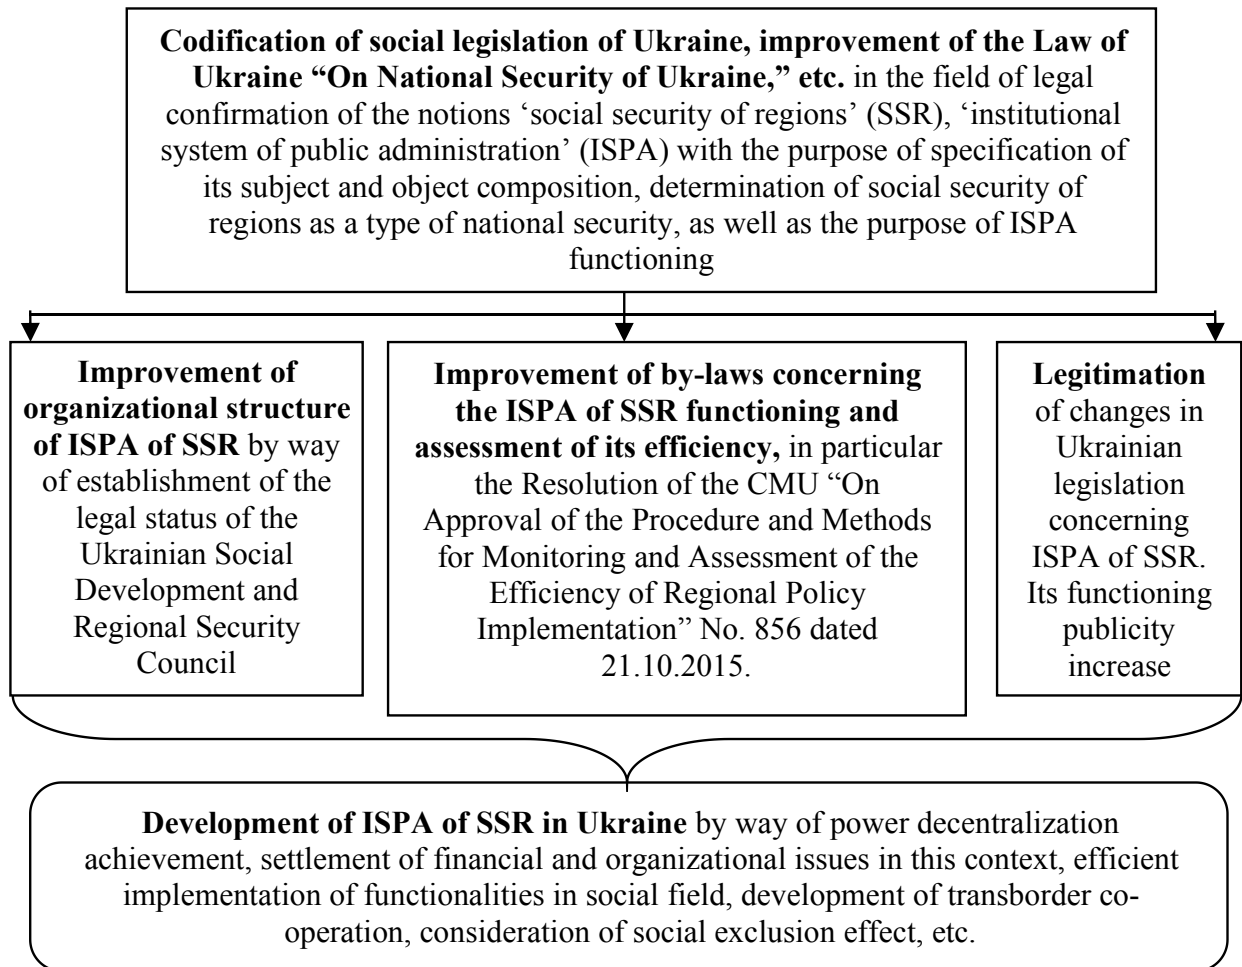 Codification of social legislation of Ukraine, improvement of the Law of
Ukraine “On National Security of Ukraine,” etc. in the field of legal
confirmation of the notions ‘social security of regions’ (SSR), ‘institutional
system of public administration’ (ISPA) with the purpose of specification of
its subject and object composition, determination of social security of
regions as a type of national security, as well as the purpose of ISPA
functioning
Improvement of
organizational structure
of ISPA of SSR by way
of establishment of the
legal status of the
Ukrainian Social
Development and
Regional Security
Council
Improvement of by-laws concerning
the ISPA of SSR functioning and
assessment of its efficiency, in particular
the Resolution of the CMU “On
Approval of the Procedure and Methods
for Monitoring and Assessment of the
Efficiency of Regional Policy
Implementation” No. 856 dated
21.10.2015.
Legitimation
of changes in
Ukrainian
legislation
concerning
ISPA of SSR.
Its functioning
publicity
increase
Development of ISPA of SSR in Ukraine by way of power decentralization
achievement, settlement of financial and organizational issues in this context, efficient
implementation of functionalities in social field, development of transborder co-
operation, consideration of social exclusion effect, etc.